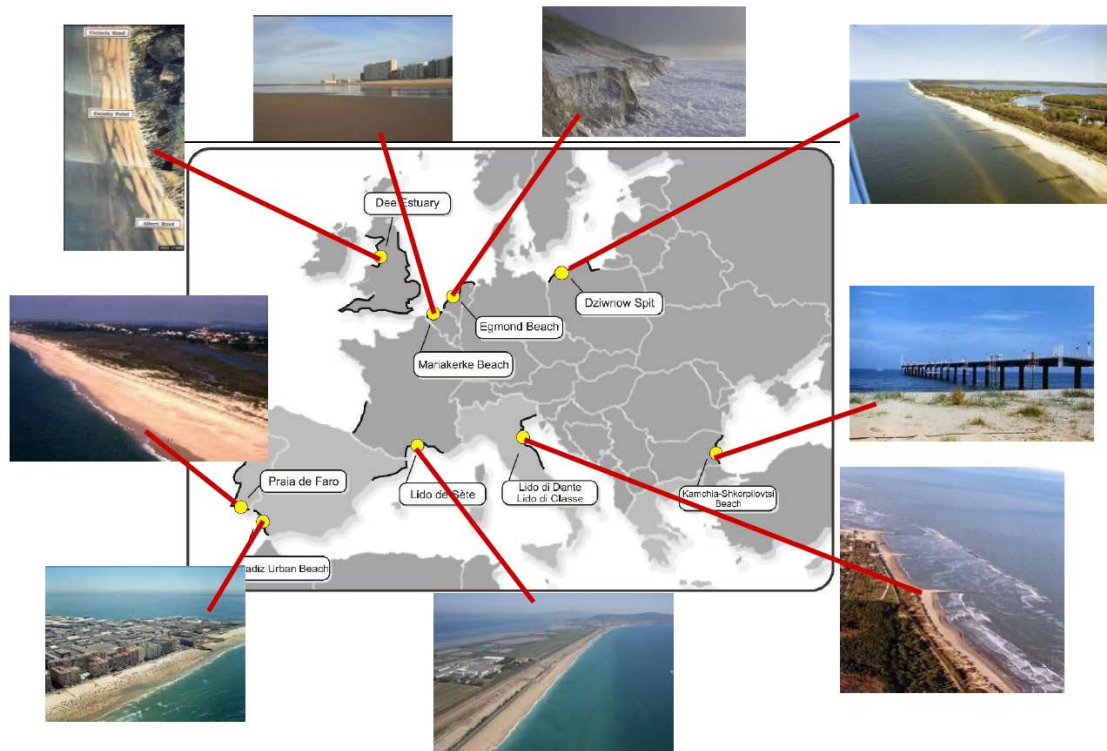 Dee Estuary
Dziwnow Spit
Egmond Beach
Mariakerke Beach
Praia de Faro
Lido de Sète
Lido di Dante
Lido di Classe
Kamchia-Shkorpilovtsi
Beach
adiz Urban Beach